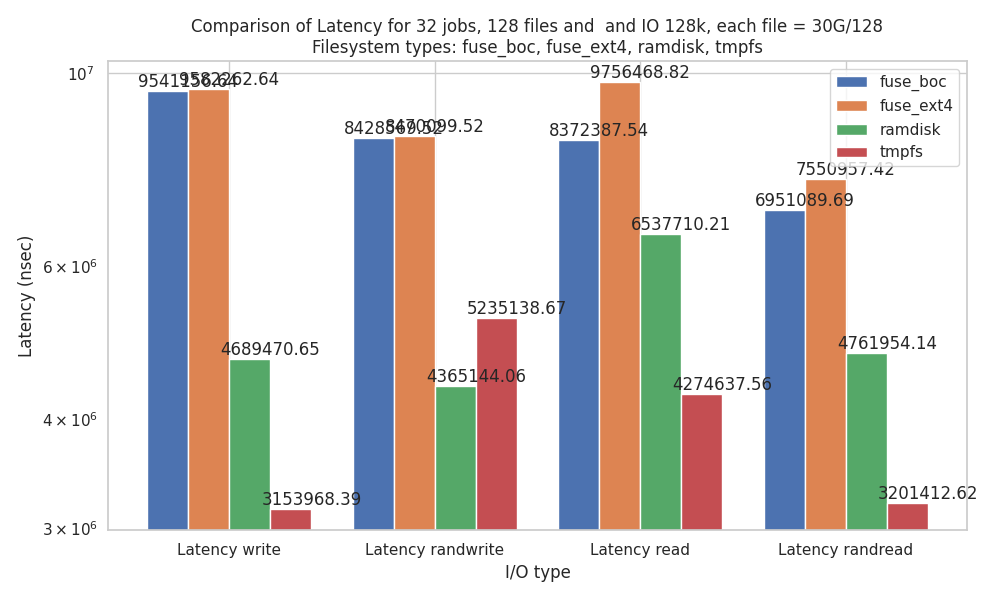 Comparison of Latency for 32 jobs, 128 files and  and IO 128k, each file = 30G/128
Filesystem types: fuse_boc, fuse_ext4, ramdisk, tmpfs
fuse_boc
fuse_ext4
ramdisk
tmpfs
Latency (nsec)
10⁷
6 × 10⁶
4 × 10⁶
3 × 10⁶
9582262.64
4689470.65
3153968.39
8470099.52
4365144.06
5235138.67
8372387.54
9756468.82
6537710.21
4274637.56
6951089.69
7550957.42
4761954.14
3201412.62
Latency write
Latency randwrite
Latency read
Latency randread
I/O type